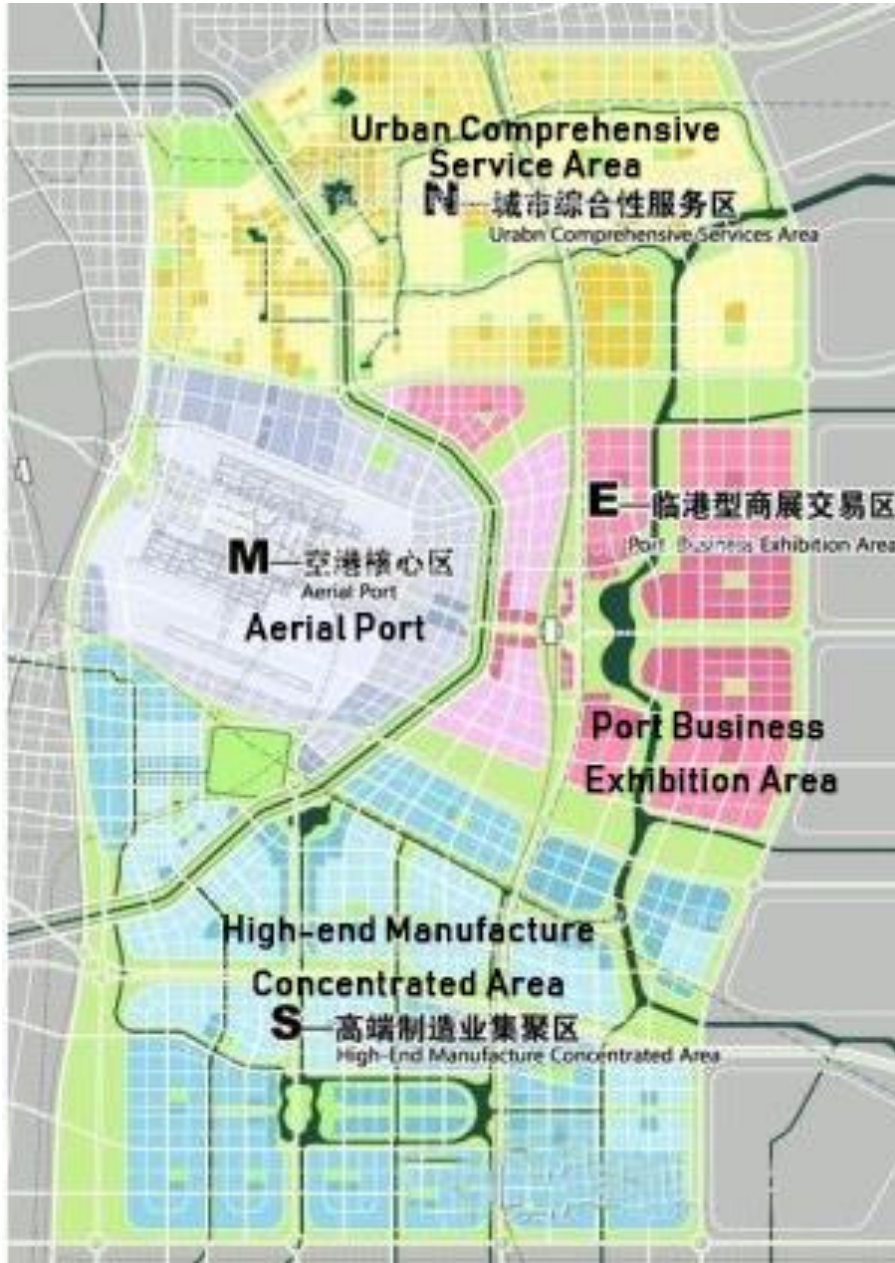 Urban Comprehensive
Service Area
N—城市综合性服务区
Urabn Comprehensive Services Area
E—临港型商展交易区
Port Business Exhibition Area
M—空港核心区
Aerial Port
Aerial Port
Port Business
Exhibition Area
High-end Manufacture
Concentrated Area
S—高端制造业集聚区
High-End Manufacture Concentrated Area